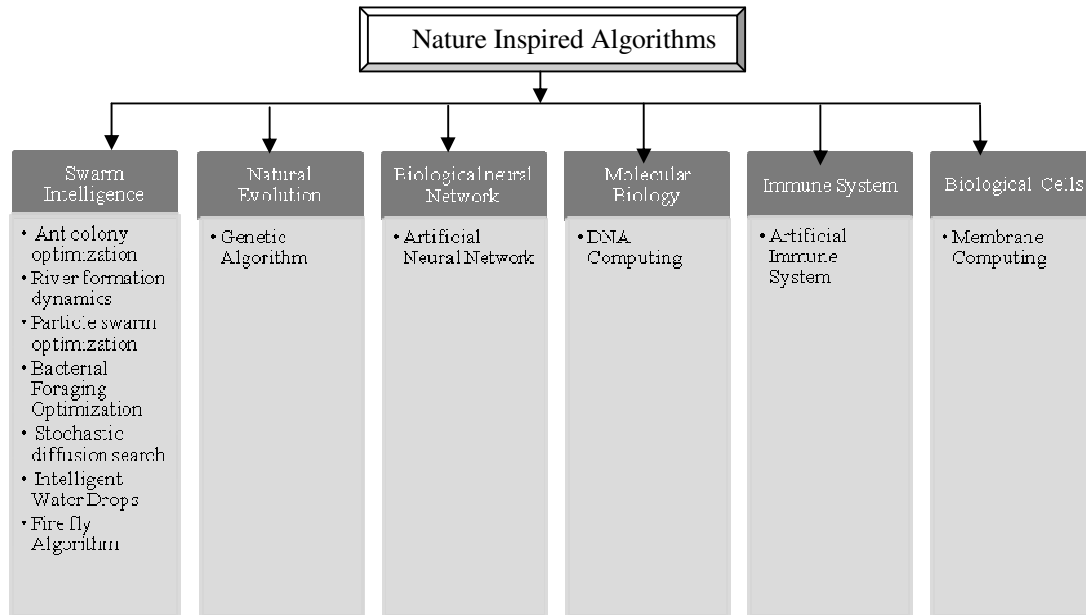 Nature Inspired Algorithms
Swarm
Intelligence
• Ant colony
optimization
• River formation
dynamics
• Particle swarm
optimization
• Bacterial
Foraging
Optimization
• Stochastic
diffusion search
• Intelligent
Water Drops
• Fire fly
Algorithm
Natural
Evolution
• Genetic
Algorithm
Biological neural
Network
• Artificial
Neural Network
Molecular
Biology
• DNA
Computing
Immune System
• Artificial
Immune
System
Biological Cells
• Membrane
Computing